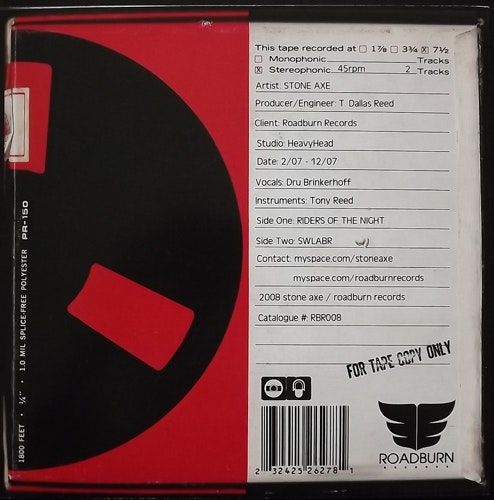 This tape recorded at □ 1⅞ □ 3¾ ☒ 7½
□ Monophonic Tracks
☒ Stereophonic 45rpm 2 Tracks
Artist: STONE AXE
Producer/Engineer: T. Dallas Reed
Client: Roadburn Records
Studio: HeavyHead
Date: 2/07 - 12/07
Vocals: Dru Brinkerhoff
Instruments: Tony Reed
Side One: RIDERS OF THE NIGHT
Side Two: SWLABR
Contact: myspace.com/stoneaxe
myspace.com/roadburnrecords
2008 stone axe / roadburn records
Catalogue #: RBR008
FOR TAPE COPY ONLY
ROADBURN
RECORDS
2 32425 26278 1
1800 FEET • ¼" • 1.0 MIL SPLICE-FREE POLYESTER PR-150